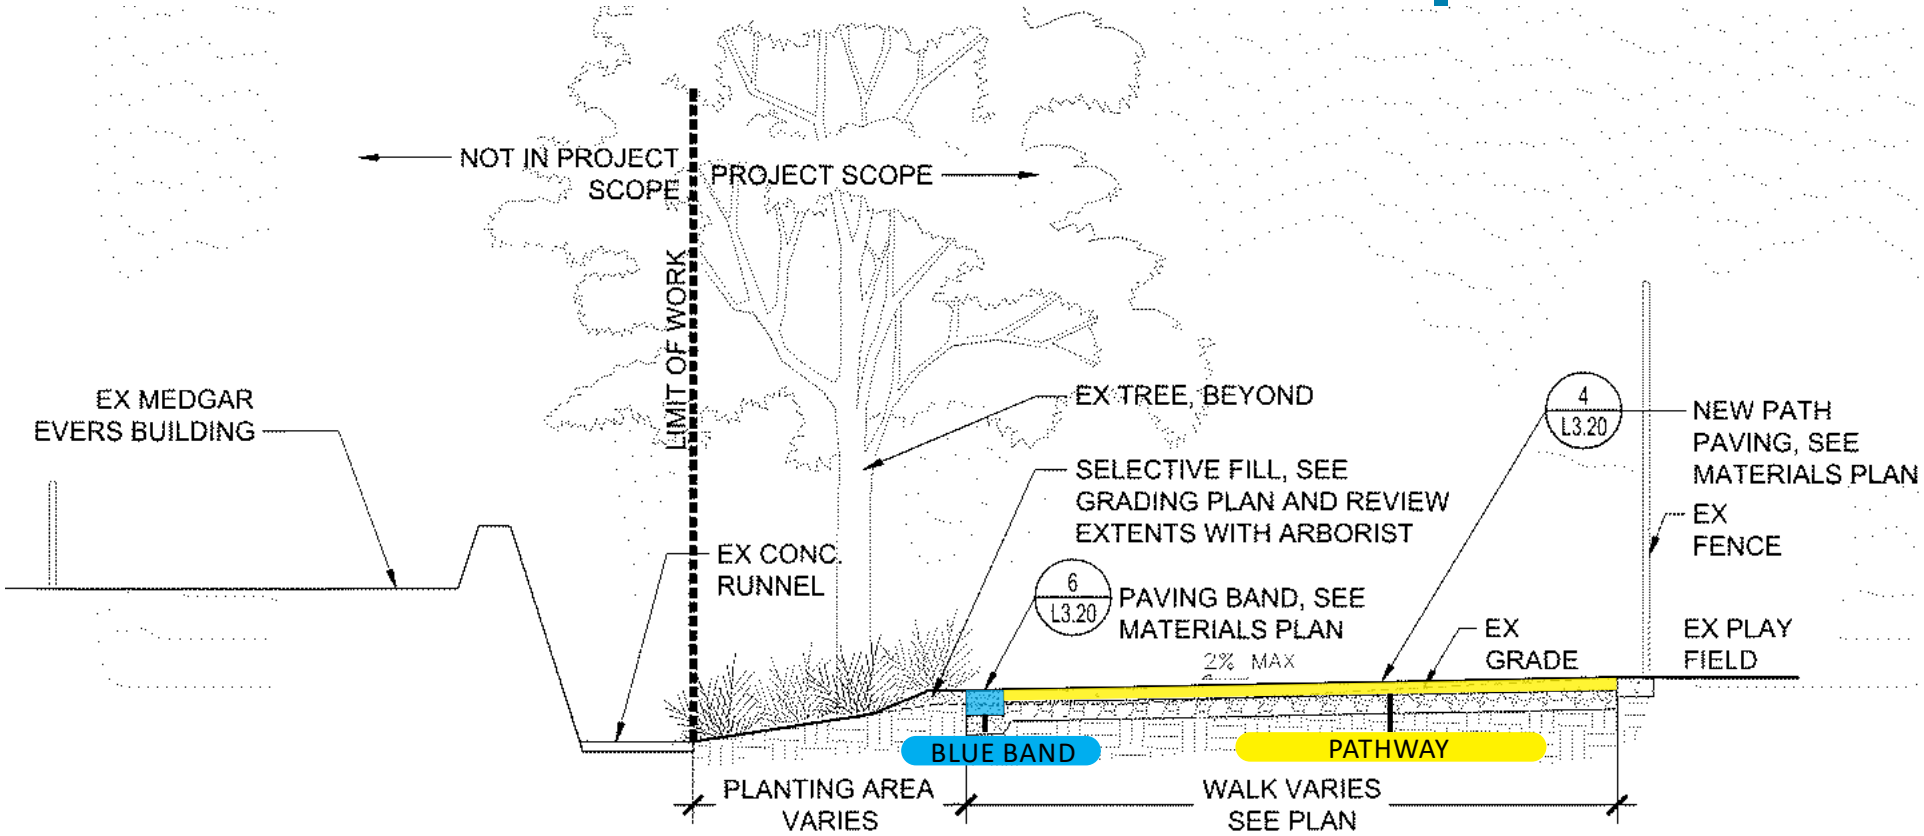 NOT IN PROJECT
SCOPE
PROJECT SCOPE
LIMIT OF WORK
EX MEDGAR
EVERS BUILDING
EX TREE, BEYOND
4
L3.20
NEW PATH
PAVING, SEE
MATERIALS PLAN
SELECTIVE FILL, SEE
GRADING PLAN AND REVIEW
EXTENTS WITH ARBORIST
EX
FENCE
EX CONC.
RUNNEL
6
L3.20
PAVING BAND, SEE
MATERIALS PLAN
2% MAX
EX
GRADE
EX PLAY
FIELD
BLUE BAND
PATHWAY
PLANTING AREA
VARIES
WALK VARIES
SEE PLAN